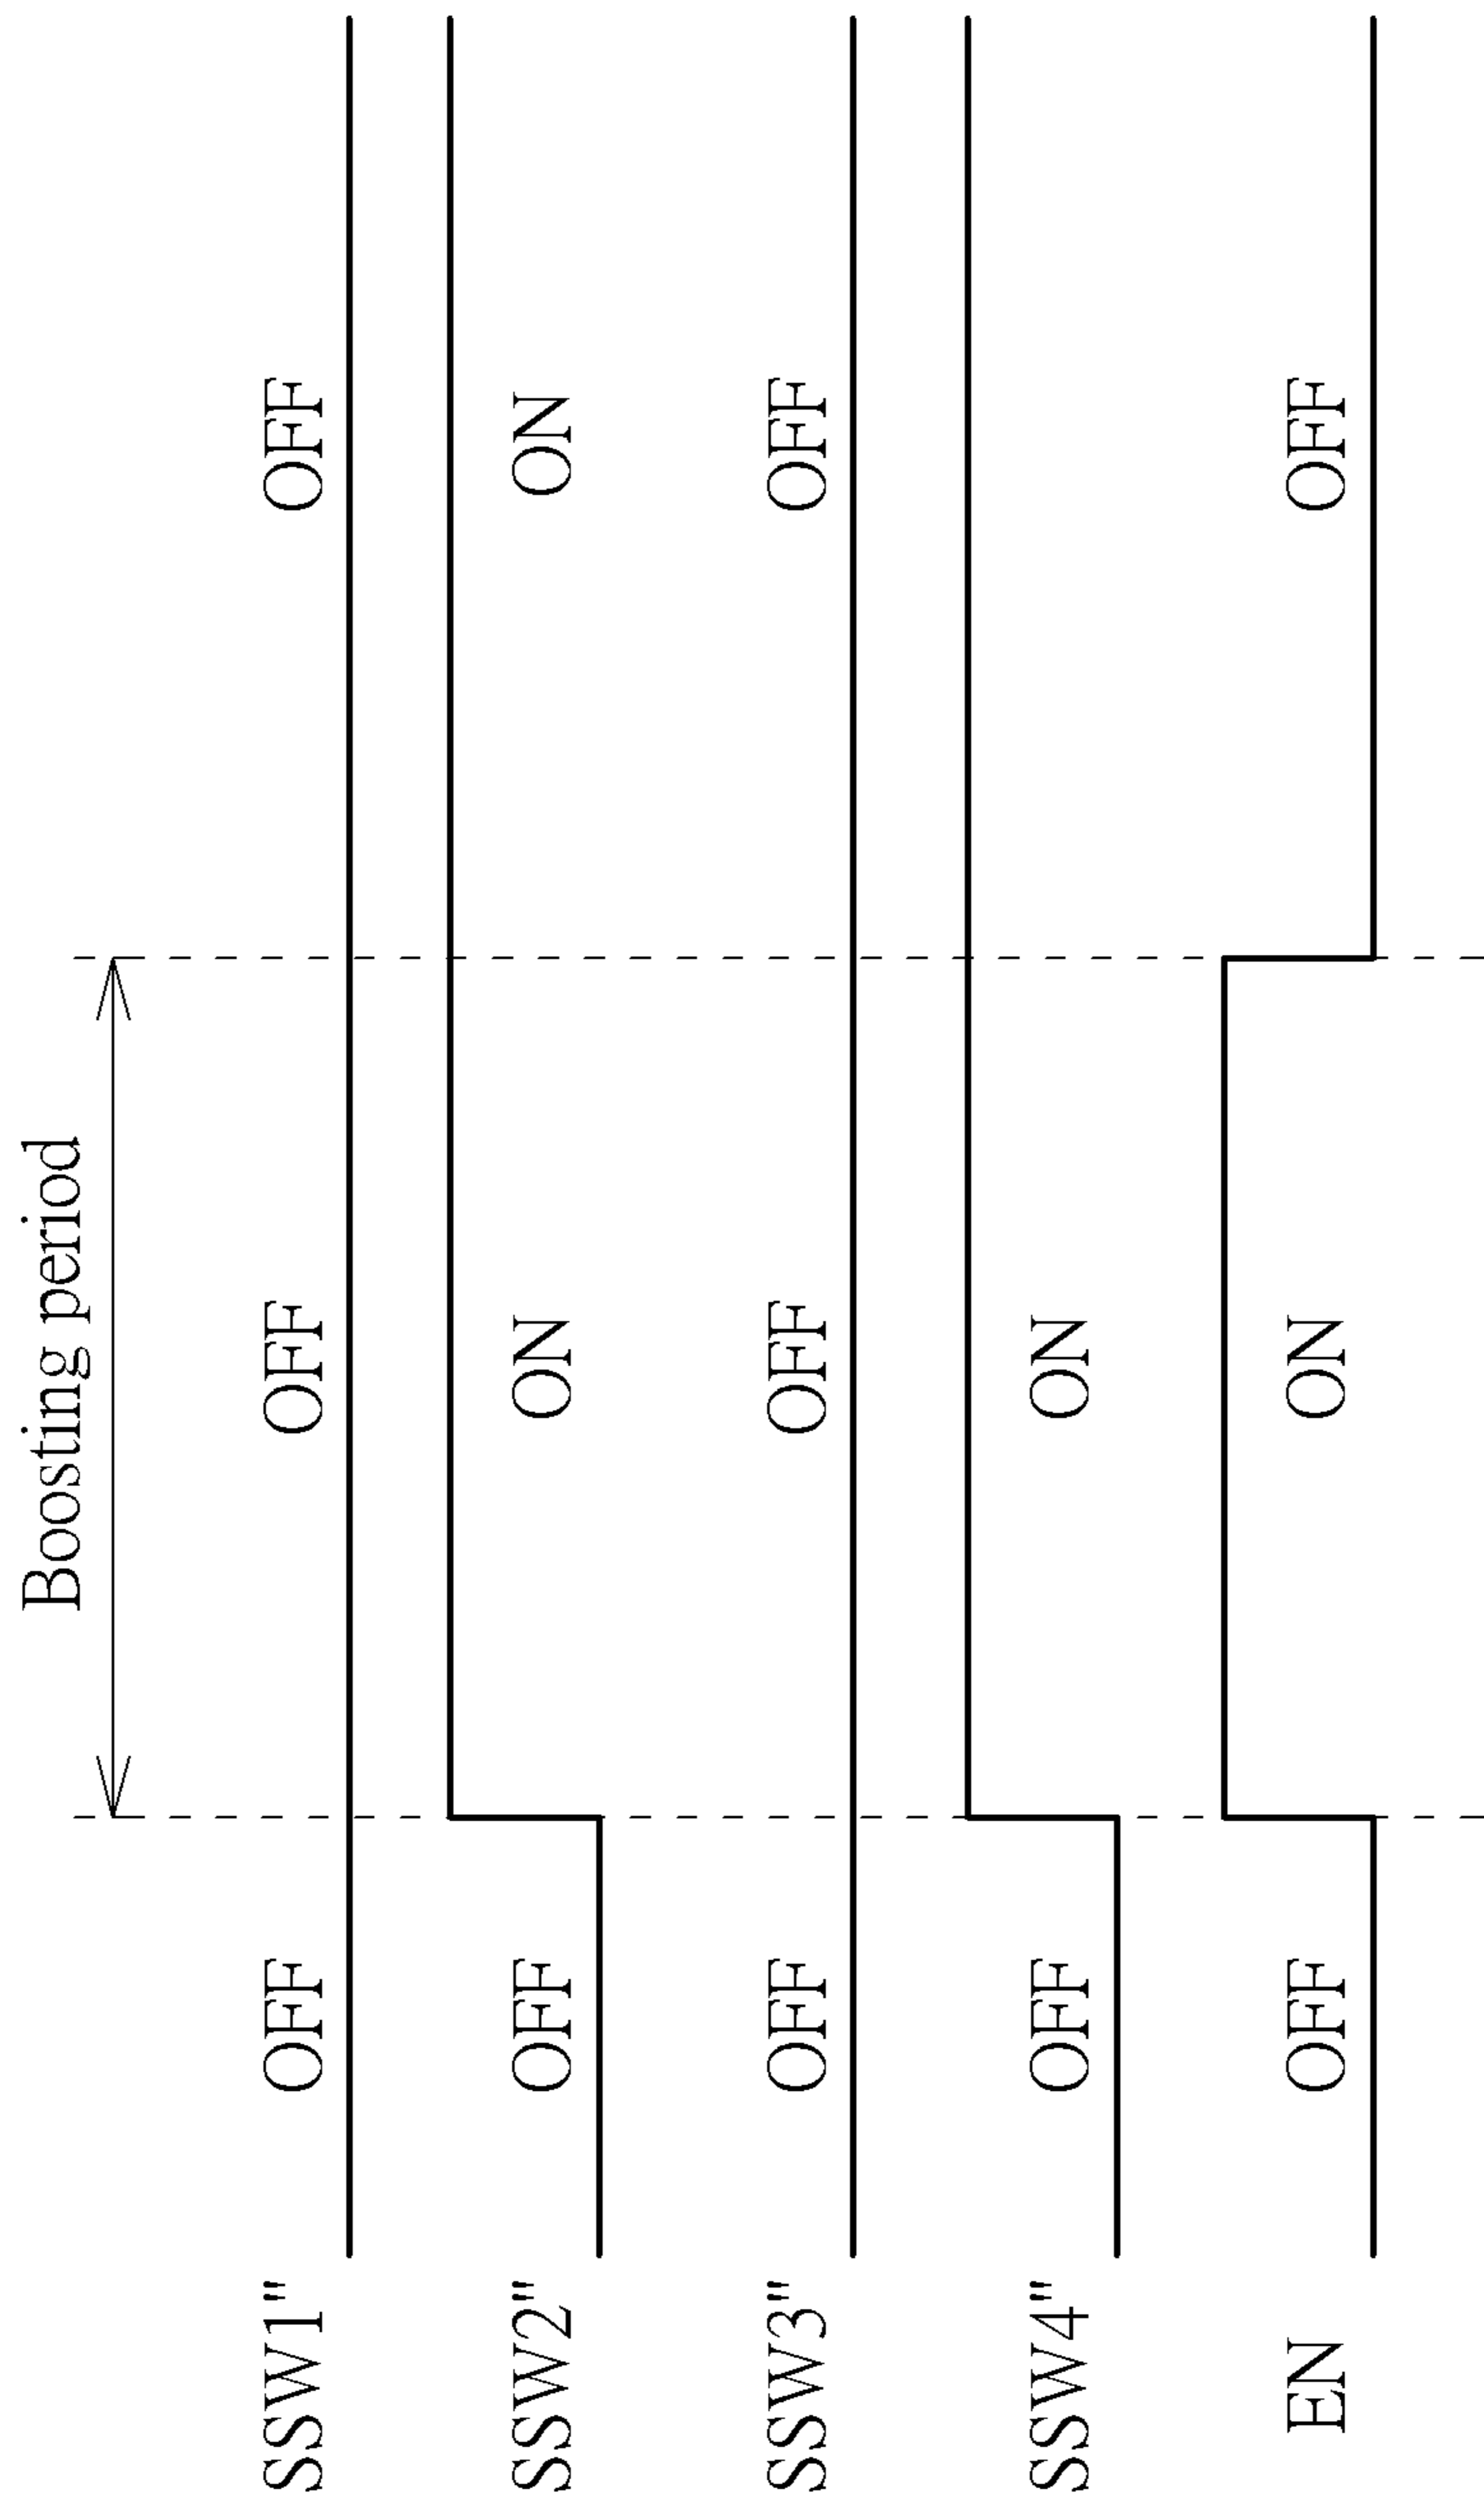 Boosting period
SSW1" OFF OFF OFF
SSW2" OFF ON ON
SSW3" OFF OFF OFF
SSW4" OFF ON
EN OFF ON OFF